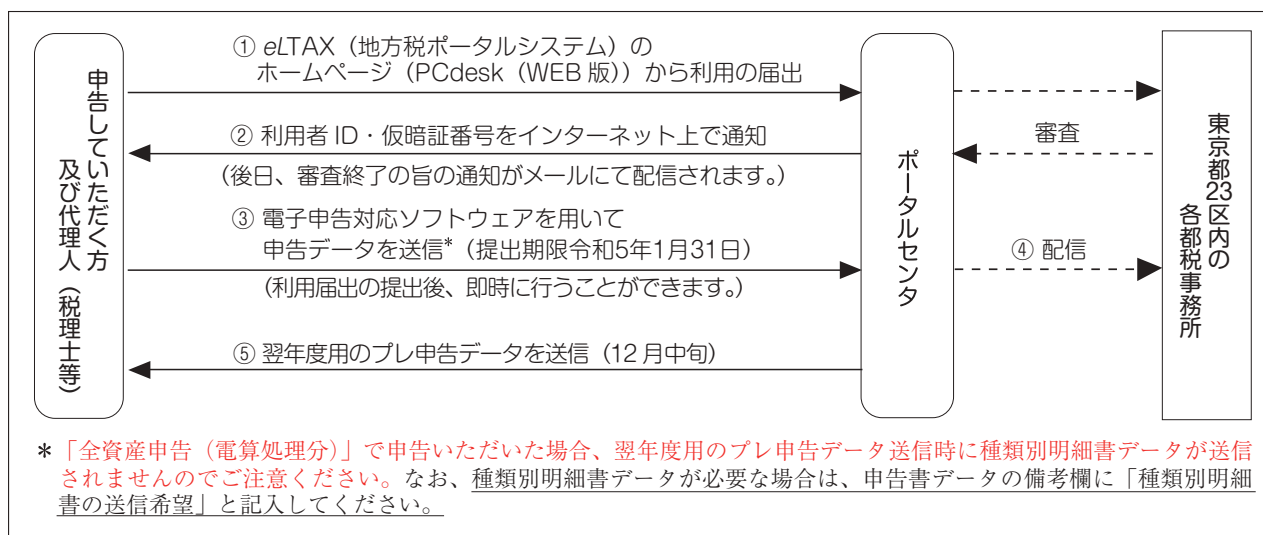 申告していただく方
及び代理人（税理士等）
① eLTAX（地方税ポータルシステム）の
ホームページ（PCdesk（WEB 版））から利用の届出
② 利用者 ID・仮暗証番号をインターネット上で通知
（後日、審査終了の旨の通知がメールにて配信されます。）
③ 電子申告対応ソフトウェアを用いて
申告データを送信*（提出期限令和5年1月31日）
（利用届出の提出後、即時に行うことができます。）
⑤ 翌年度用のプレ申告データを送信（12 月中旬）
ポータルセンタ
審査
④ 配信
東京都23区内の
各都税事務所
*「全資産申告（電算処理分）」で申告いただいた場合、翌年度用のプレ申告データ送信時に種類別明細書データが送信
されませんのでご注意ください。なお、種類別明細書データが必要な場合は、申告書データの備考欄に「種類別明細
書の送信希望」と記入してください。